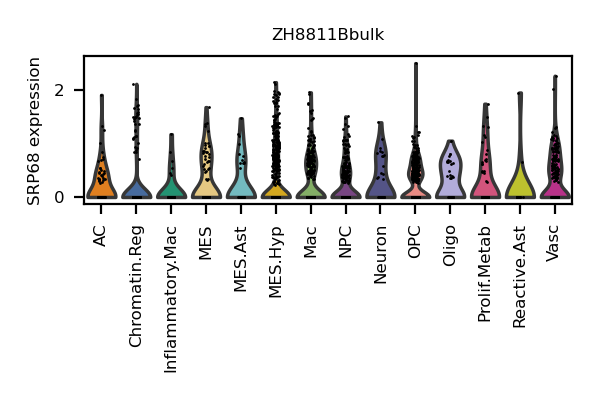 ZH8811Bbulk
SRP68 expression
2
0
AC
Chromatin.Reg
Inflammatory.Mac
MES
MES.Ast
MES.Hyp
Mac
NPC
Neuron
OPC
Oligo
Prolif.Metab
Reactive.Ast
Vasc